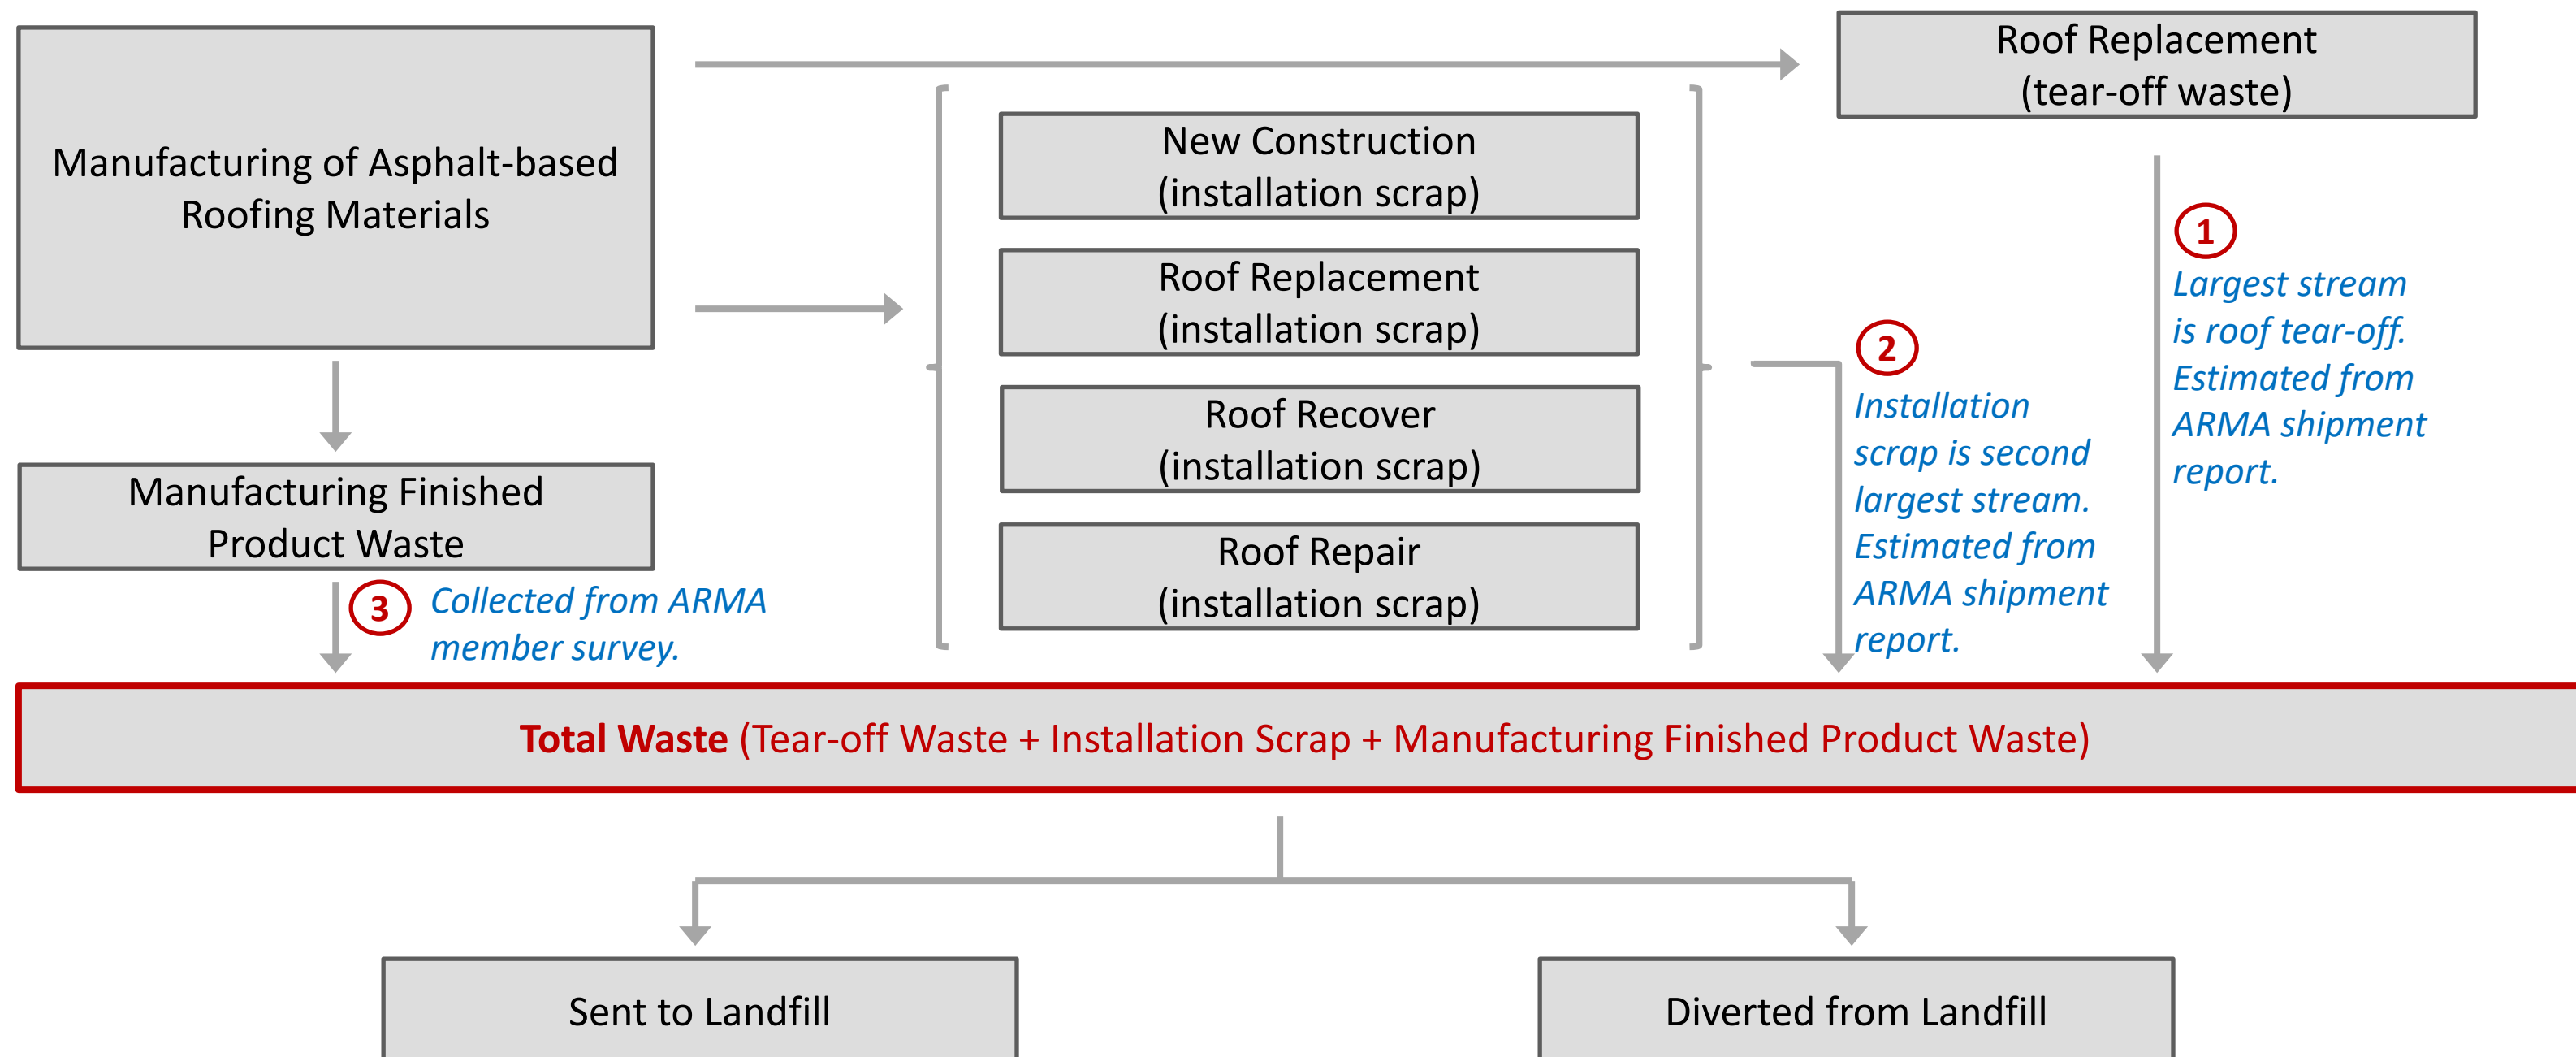 Manufacturing of Asphalt-based
Roofing Materials
Roof Replacement
(tear-off waste)
New Construction
(installation scrap)
Roof Replacement
(installation scrap)
Roof Recover
(installation scrap)
Roof Repair
(installation scrap)
1
Largest stream
is roof tear-off.
Estimated from
ARMA shipment
report.
2
Installation
scrap is second
largest stream.
Estimated from
ARMA shipment
report.
Manufacturing Finished
Product Waste
3
Collected from ARMA
member survey.
Total Waste (Tear-off Waste + Installation Scrap + Manufacturing Finished Product Waste)
Sent to Landfill
Diverted from Landfill